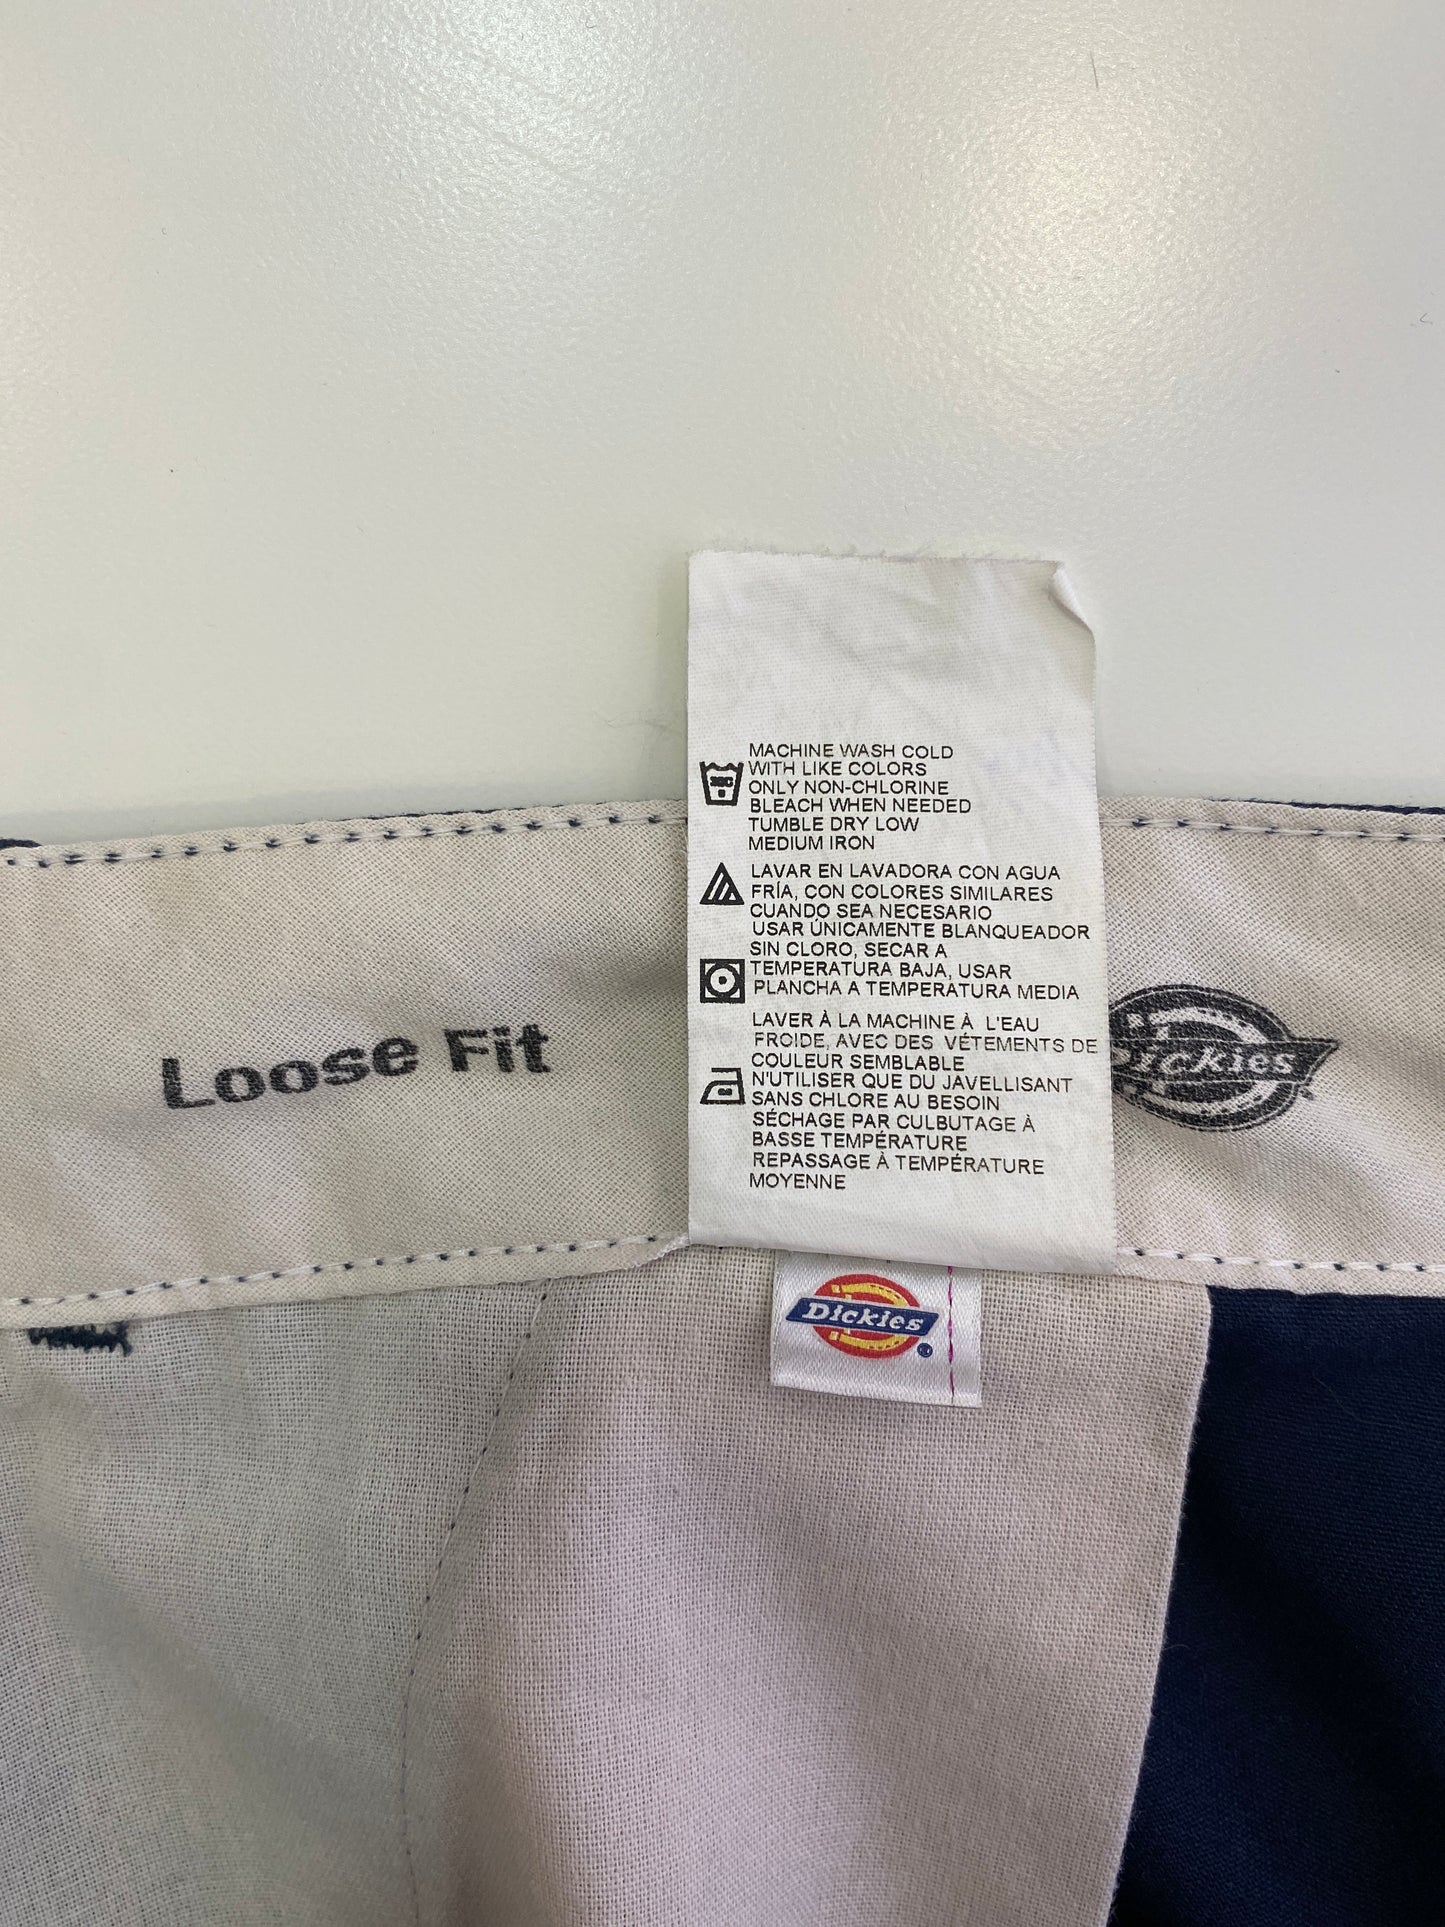 MACHINE WASH COLD
WITH LIKE COLORS
ONLY NON-CHLORINE
BLEACH WHEN NEEDED
TUMBLE DRY LOW
MEDIUM IRON
LAVAR EN LAVADORA CON AGUA
FRÍA, CON COLORES SIMILARES
CUANDO SEA NECESARIO
USAR ÚNICAMENTE BLANQUEADOR
SIN CLORO, SECAR A
TEMPERATURA BAJA, USAR
PLANCHA A TEMPERATURA MEDIA
LAVER À LA MACHINE À L'EAU
FROIDE, AVEC DES VÉTEMENTS DE
COULEUR SEMBLABLE
N'UTILISER QUE DU JAVELLISANT
SANS CHLORE AU BESOIN
SÉCHAGE PAR CULBUTAGE À
BASSE TEMPÉRATURE
REPASSAGE À TEMPÉRATURE
MOYENNE
Loose Fit
Dickies
Dickies ®